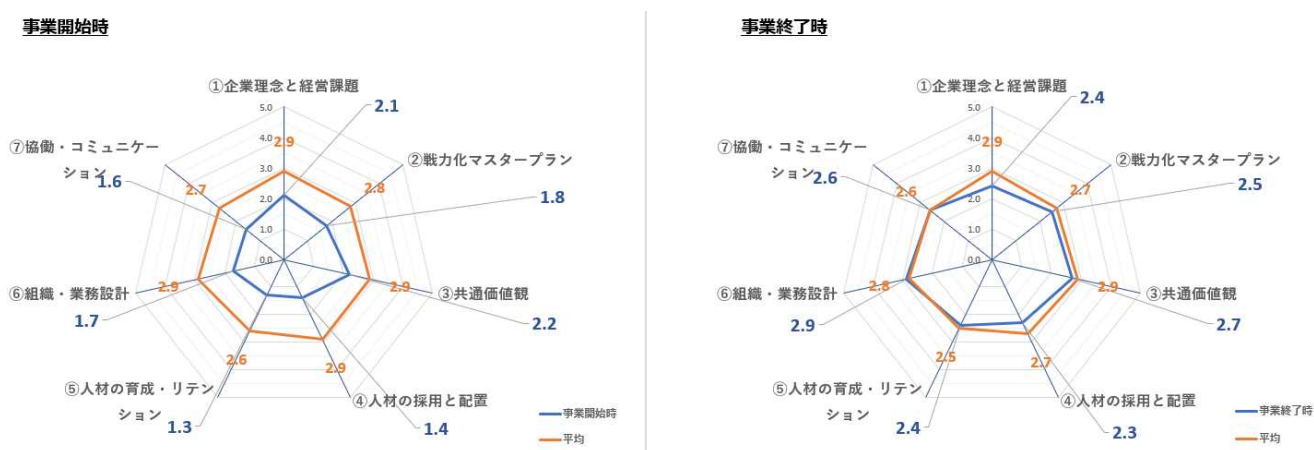 事業開始時
①企業理念と経営課題
2.1
5.0
4.0
3.0
2.0
1.0
0.0
2.9
②戦力化マスタープラン
2.8
1.8
③共通価値観
2.9
2.2
④人材の採用と配置
2.9
1.4
⑤人材の育成・リテン
ション
2.6
1.3
⑥組織・業務設計
2.9
1.7
⑦協働・コミュニケー
ション
1.6
2.7
事業開始時
平均
事業終了時
①企業理念と経営課題
2.4
5.0
4.0
3.0
2.0
1.0
0.0
2.9
②戦力化マスタープラン
2.7
2.5
③共通価値観
2.9
2.7
④人材の採用と配置
2.7
2.3
⑤人材の育成・リテン
ション
2.5
2.4
⑥組織・業務設計
2.8
2.9
⑦協働・コミュニケー
ション
2.6
2.6
事業終了時
平均